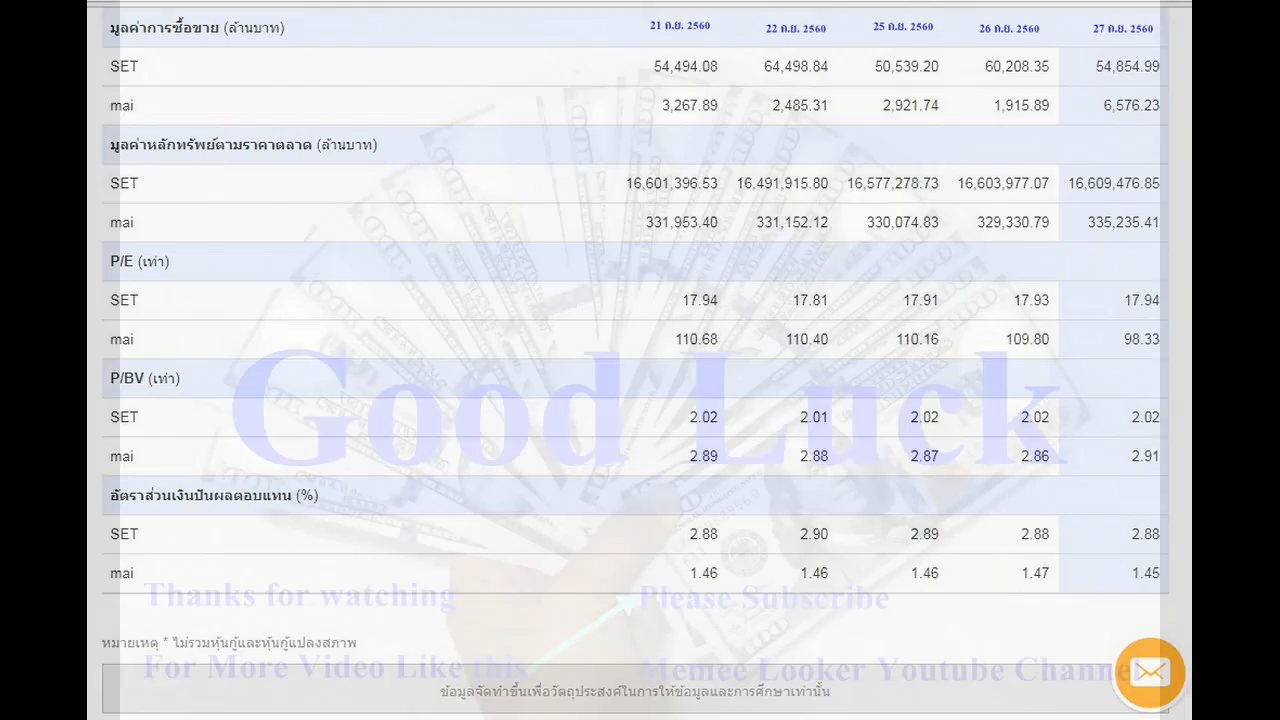 มูลค่าการซื้อขาย (ล้านบาท) 21 ก.ย. 2560 22 ก.ย. 2560 25 ก.ย. 2560 26 ก.ย. 2560 27 ก.ย. 2560
SET 54,494.08 64,498.84 50,539.20 60,208.35 54,854.99
mai 3,267.89 2,485.31 2,921.74 1,915.89 6,576.23
มูลค่าหลักทรัพย์ตามราคาตลาด (ล้านบาท)
SET 16,601,396.53 16,491,915.80 16,577,278.73 16,603,977.07 16,609,476.85
mai 331,953.40 331,152.12 330,074.83 329,330.79 335,235.41
P/E (เท่า)
SET 17.94 17.81 17.91 17.93 17.94
mai 110.68 110.40 110.16 109.80 98.33
P/BV (เท่า)
Good Luck
SET 2.02 2.01 2.02 2.02 2.02
mai 2.89 2.88 2.87 2.86 2.91
อัตราส่วนเงินปันผลตอบแทน (%)
SET 2.88 2.90 2.89 2.88 2.88
mai 1.46 1.46 1.46 1.47 1.45
Thanks for watching Please Subscribe
หมายเหตุ * ไม่รวมหุ้นกู้และหุ้นกู้แปลงสภาพ
For More Video Like this Memee Looker Youtube
ข้อมูลจัดทำขึ้นเพื่อวัตถุประสงค์ในการให้ข้อมูลและการศึกษาเท่านั้น